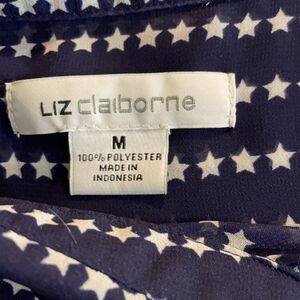 LIZ claiborne
M
100% POLYESTER
MADE IN
INDONESIA